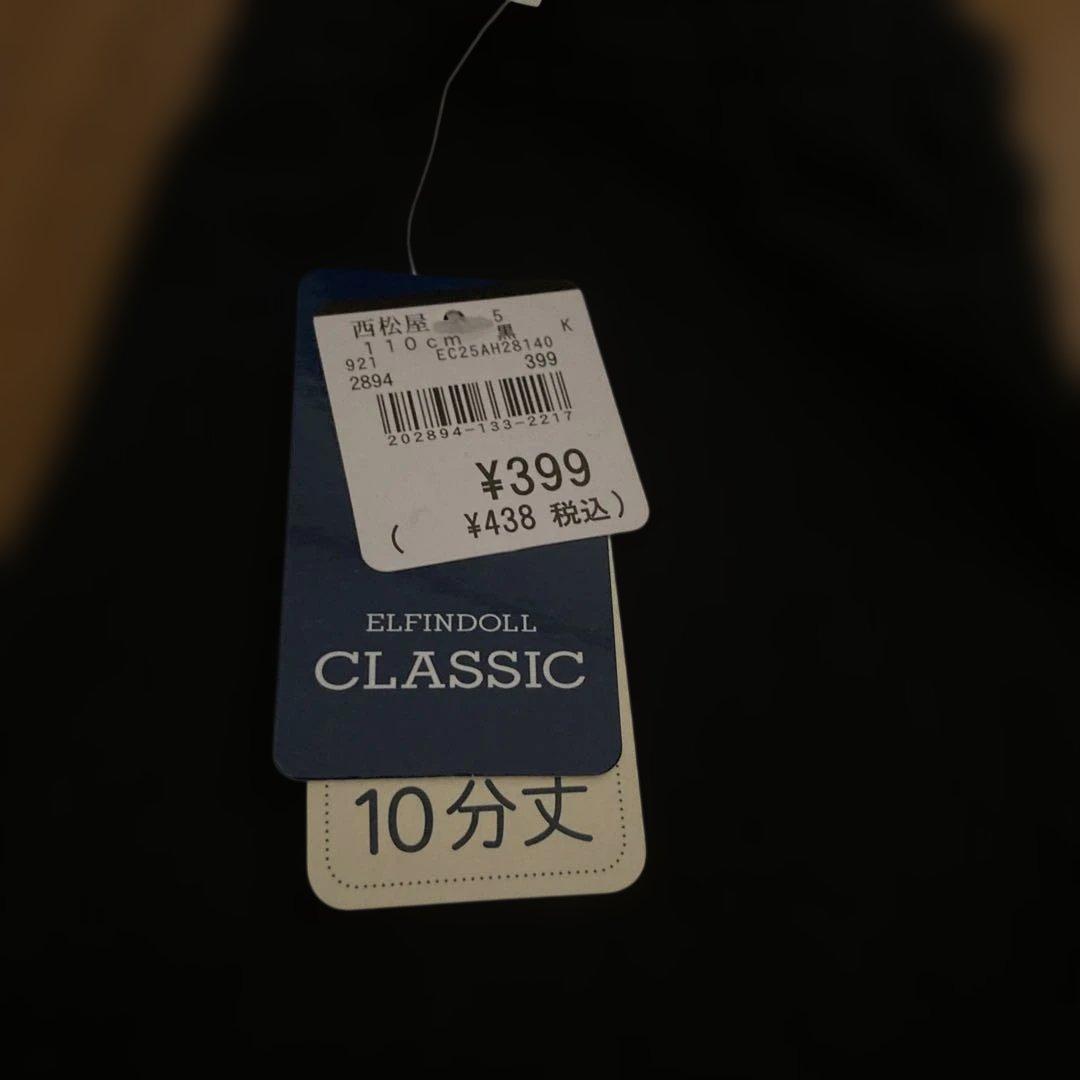 西松屋 5 K
110cm 黒
921 EC25AH28140
2894 399
202894-133-2217
¥399
( ¥438 税込)
ELFINDOLL
CLASSIC
10分丈